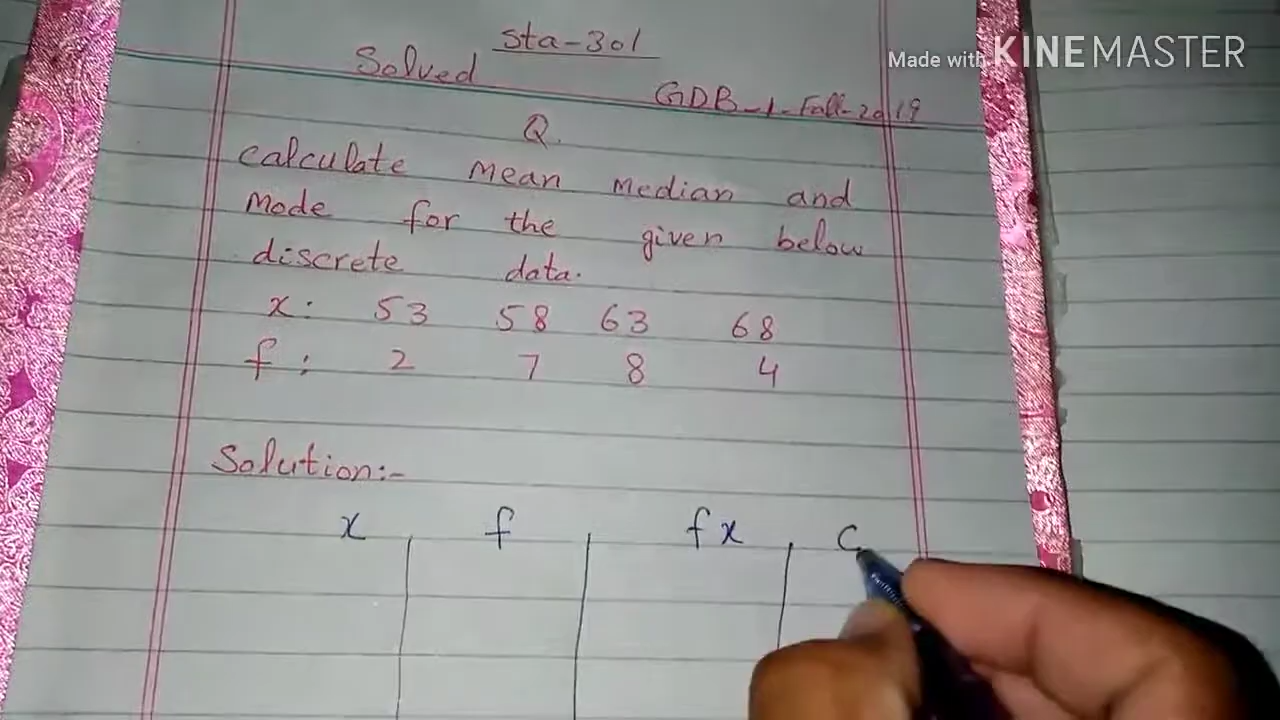 Sta-301
Made with KINEMASTER
Solved
GDB-1-Fall-2019
Q.
Calculate Mean Median and
Mode for the given below
discrete data.
x: 53 58 63 68
f: 2 7 8 4
Solution:-
x f fx C